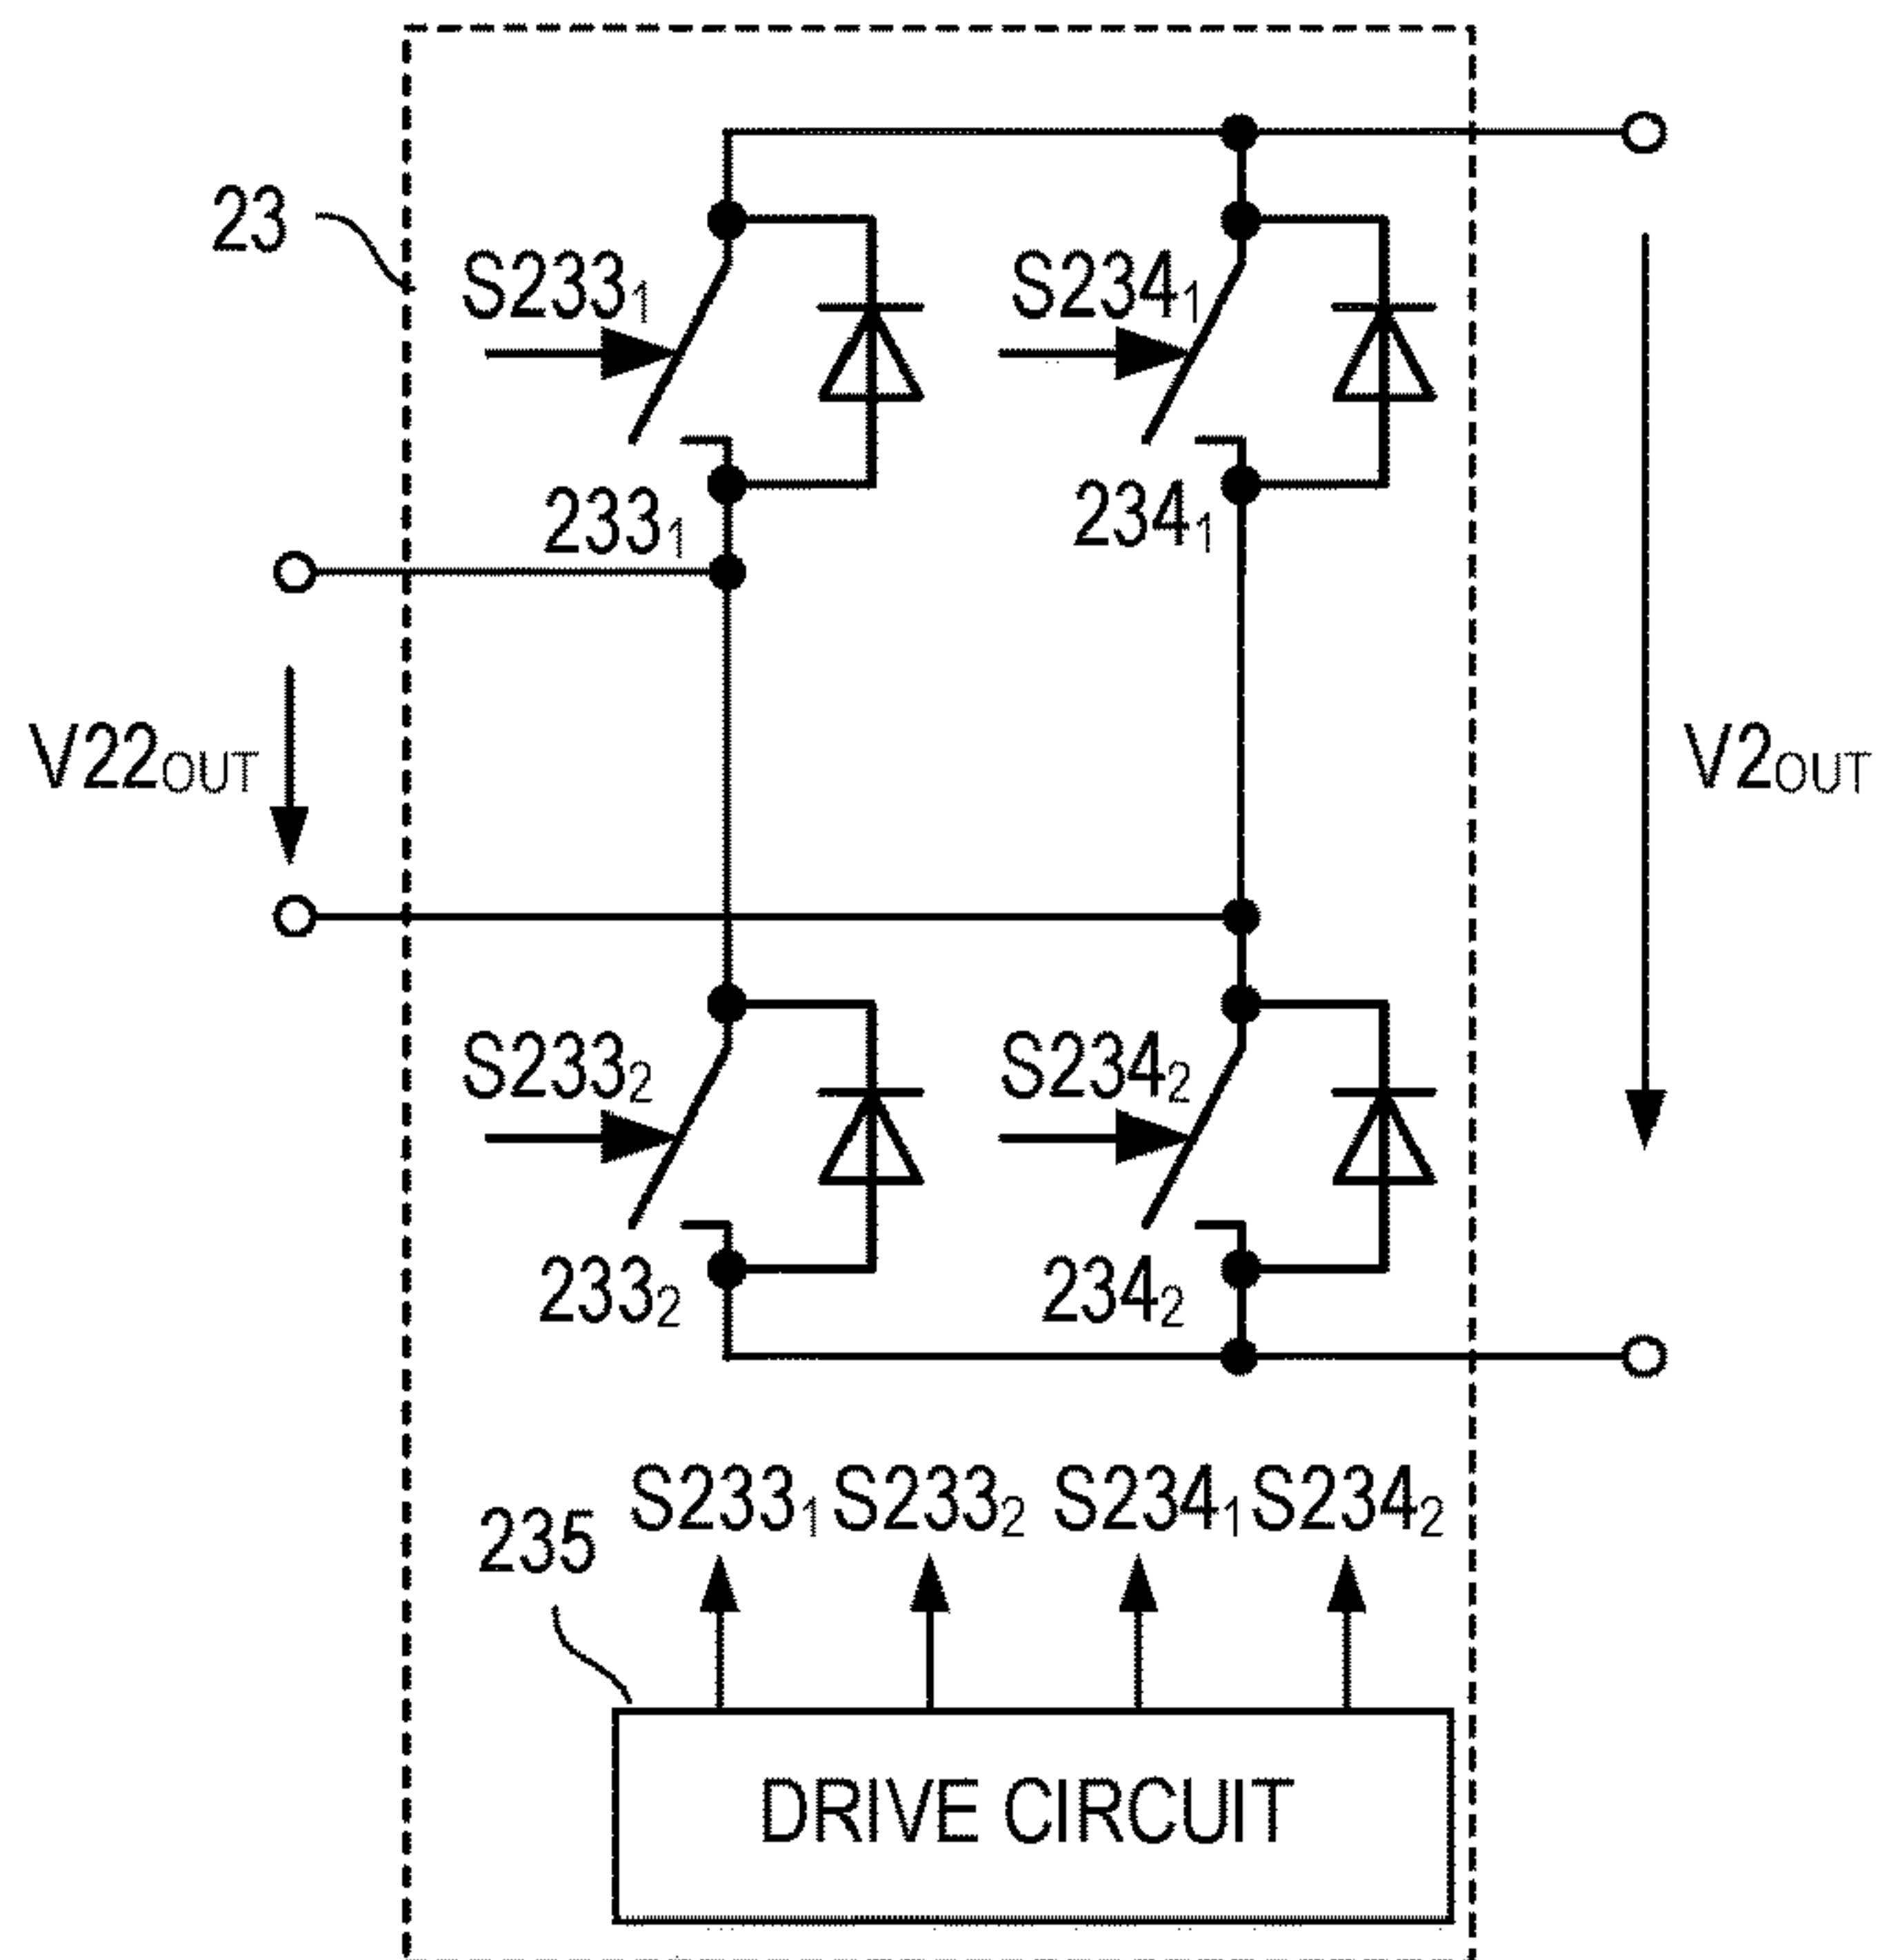 23
S233₁
S234₁
233₁
234₁
V22OUT
V2OUT
S233₂
S234₂
233₂
234₂
S233₁ S233₂ S234₁ S234₂
235
DRIVE CIRCUIT